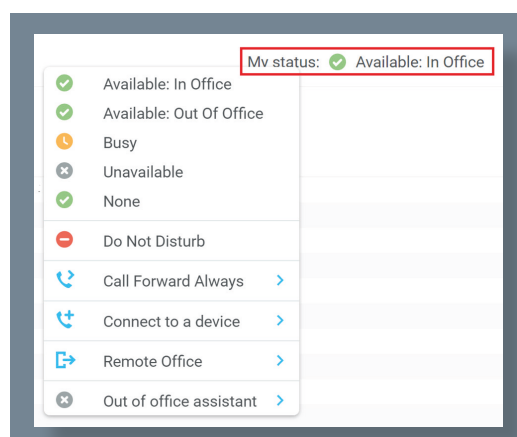 My status: Available: In Office
Available: In Office
Available: Out Of Office
Busy
Unavailable
None
Do Not Disturb
Call Forward Always
Connect to a device
Remote Office
Out of office assistant